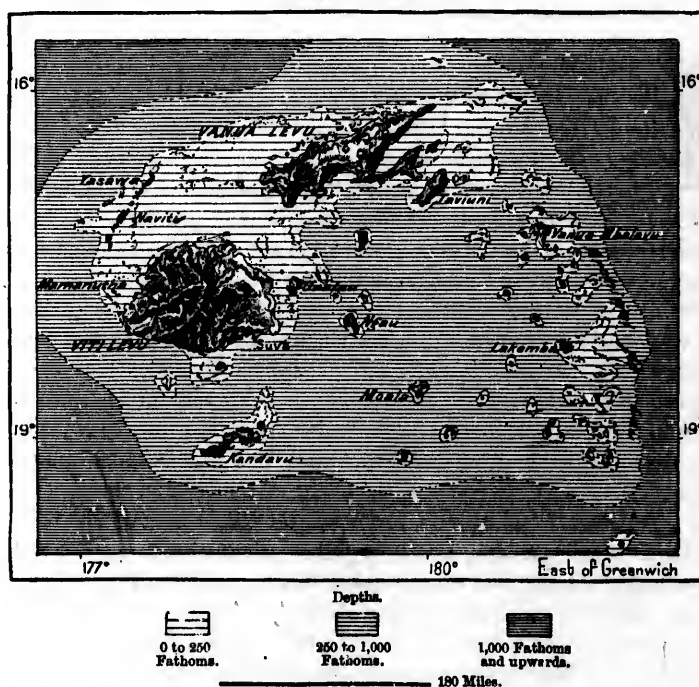 16° 16°
VANUA LEVU
Yasawa
Taviuni
Naviti
Vanua Mbalavu
Mamanutha
Ngau
VITI LEVU Suva
Lakemba
Moala
19° 19°
Kandavu
177° 180° East of Greenwich
Depths.
0 to 250 250 to 1,000 1,000 Fathoms
Fathoms. Fathoms. and upwards.
180 Miles.